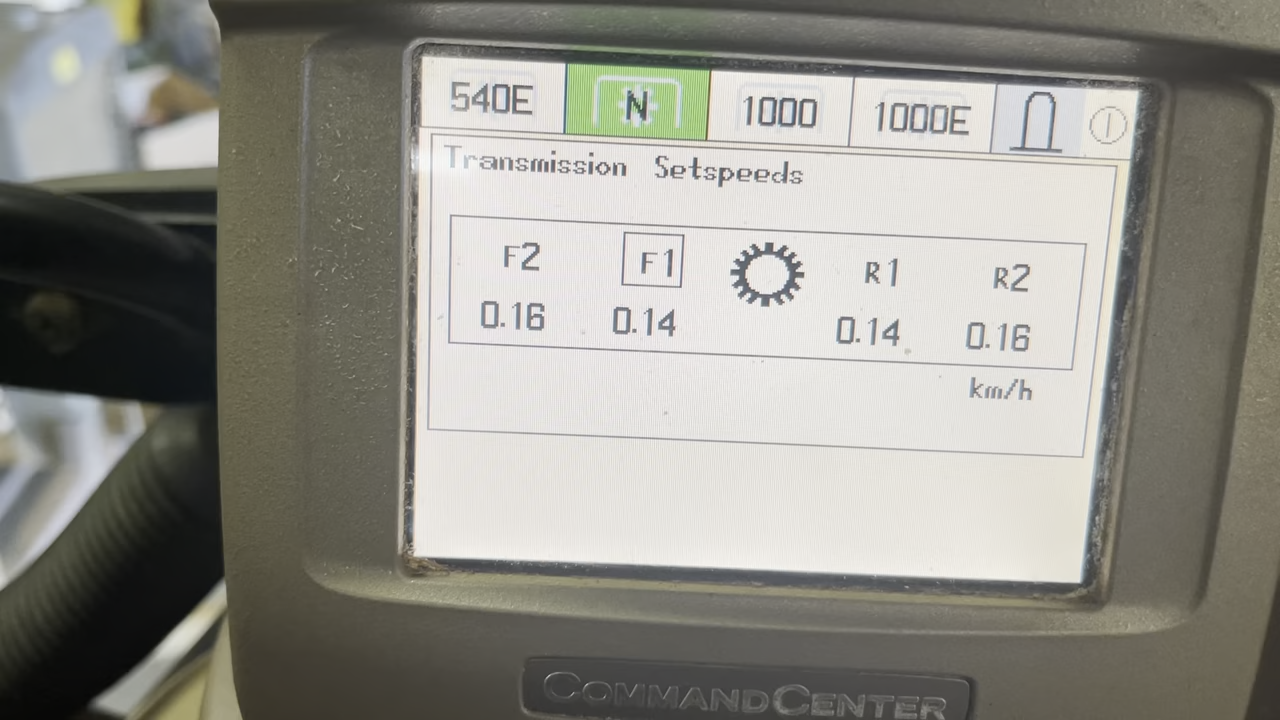 540E N 1000 1000E
Transmission Setspeeds
F2 F1 R1 R2
0.16 0.14 0.14 0.16
km/h
COMMANDCENTER